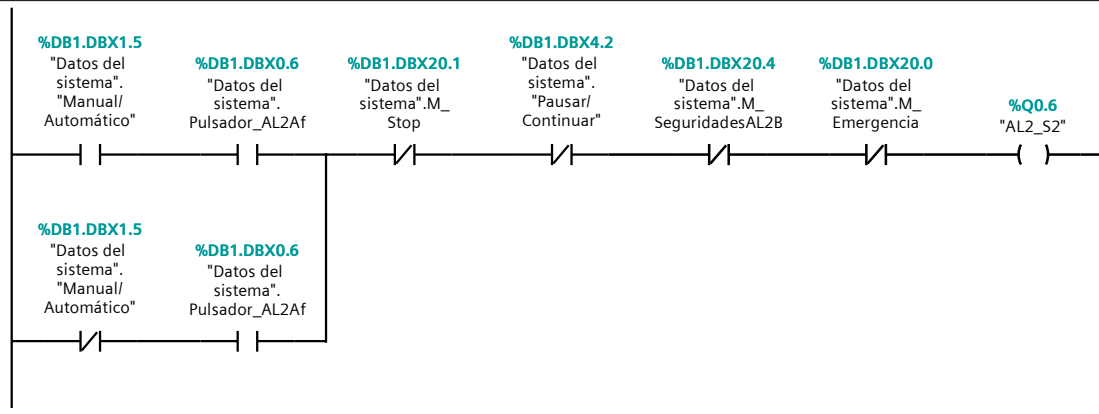 %DB1.DBX1.5
"Datos del
sistema".
"Manual/
Automático"
%DB1.DBX0.6
"Datos del
sistema".
Pulsador_AL2Af
%DB1.DBX20.1
"Datos del
sistema".M_
Stop
%DB1.DBX4.2
"Datos del
sistema".
"Pausar/
Continuar"
%DB1.DBX20.4
"Datos del
sistema".M_
SeguridadesAL2B
%DB1.DBX20.0
"Datos del
sistema".M_
Emergencia
%Q0.6
"AL2_S2"
%DB1.DBX1.5
"Datos del
sistema".
"Manual/
Automático"
%DB1.DBX0.6
"Datos del
sistema".
Pulsador_AL2Af